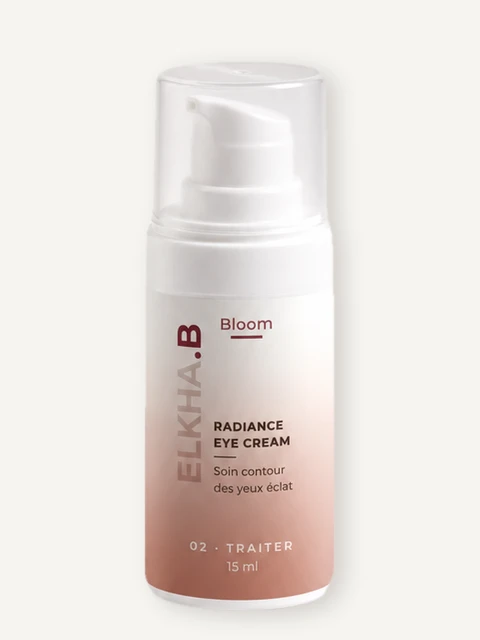 Bloom
ELKHA.B
RADIANCE
EYE CREAM
Soin contour
des yeux éclat
02 · TRAITER
15 ml